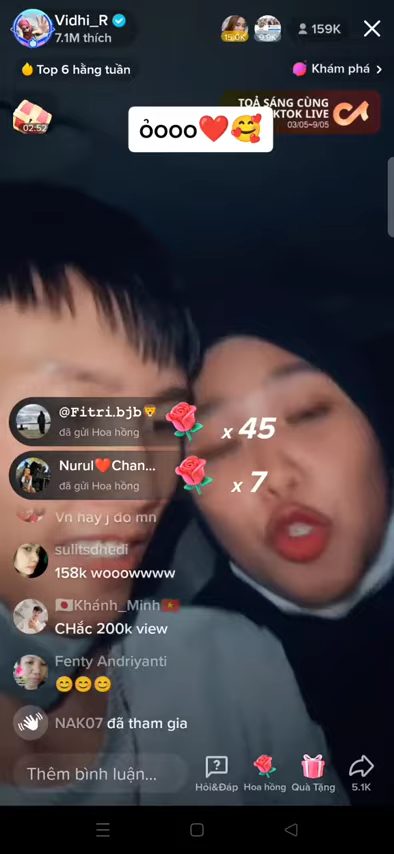 Vidhi_R
7.1M thích
15.0K
9.9K
159K
Top 6 hằng tuần
Khám phá >
02:52
TOẢ SÁNG CÙNG
TIKTOK LIVE
03/05~9/05
ỏooo❤️🥰
@Fitri.bjb🦁
đã gửi Hoa hồng
x 45
Nurul❤️Chan...
đã gửi Hoa hồng
x 7
Vn hay j do mn
sulitsdhedi
158k wooowwww
🇯🇵Khánh_Minh🇻🇳
CHắc 200k view
Fenty Andriyanti
😊😊😊
NAK07 đã tham gia
Thêm bình luận...
Hỏi&Đáp
Hoa hồng
Quà Tặng
5.1K